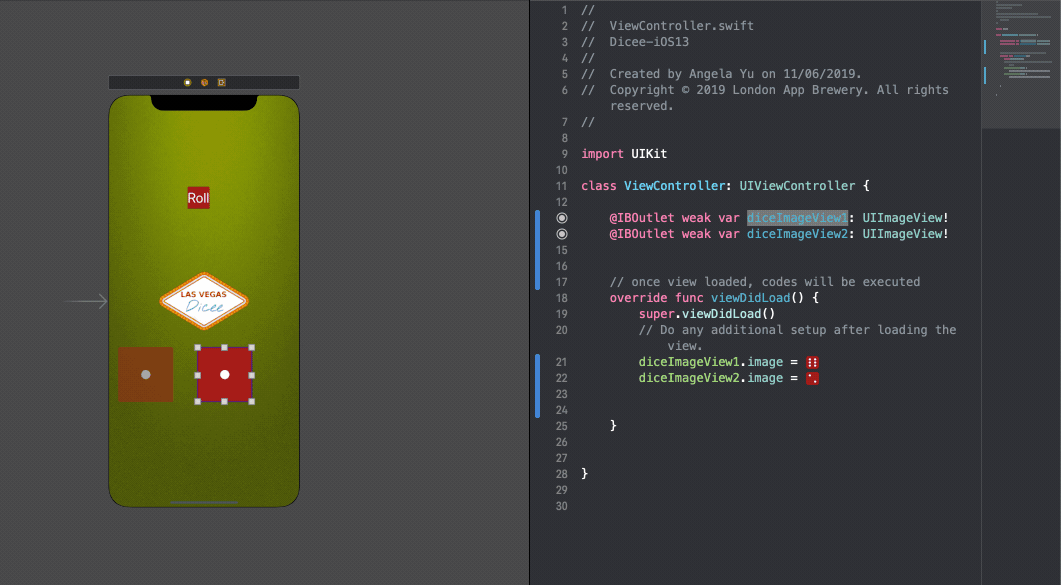 Roll
LAS VEGAS
Dicee
1 //
2 //  ViewController.swift
3 //  Dicee-iOS13
4 //
5 //  Created by Angela Yu on 11/06/2019.
6 //  Copyright © 2019 London App Brewery. All rights
reserved.
7 //
8
9 import UIKit
10
11 class ViewController: UIViewController {
12
@IBOutlet weak var diceImageView1: UIImageView!
@IBOutlet weak var diceImageView2: UIImageView!
15
16
17 // once view loaded, codes will be executed
18 override func viewDidLoad() {
19 super.viewDidLoad()
20 // Do any additional setup after loading the
view.
21 diceImageView1.image =
22 diceImageView2.image =
23
24
25 }
26
27
28 }
29
30